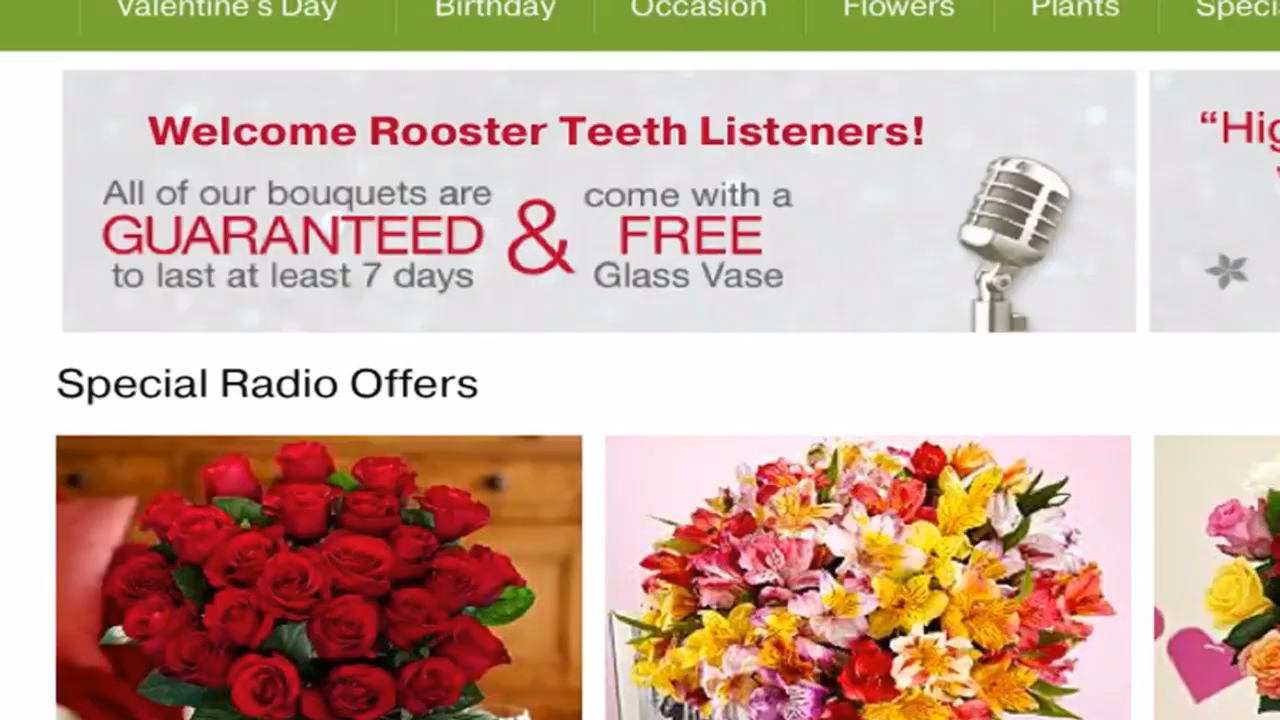 Valentine's Day Birthday Occasion Flowers Plants
Welcome Rooster Teeth Listeners!
All of our bouquets are
GUARANTEED
to last at least 7 days
&
come with a
FREE
Glass Vase
Special Radio Offers